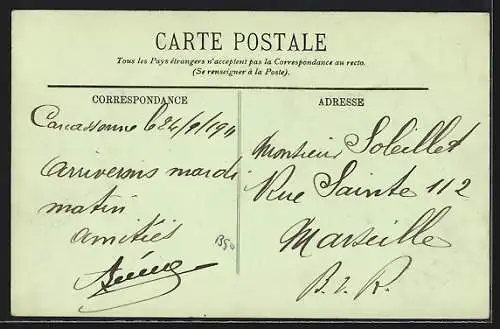 CARTE POSTALE
Tous les Pays étrangers n'acceptent pas la Correspondance au recto.
(Se renseigner à la Poste).
CORRESPONDANCE
Carcassonne le 24/9/1911
arriverons mardi
matin
amitiés
ADRESSE
Monsieur Soleillet
Rue Sainte 112
Marseille
B. d. R.